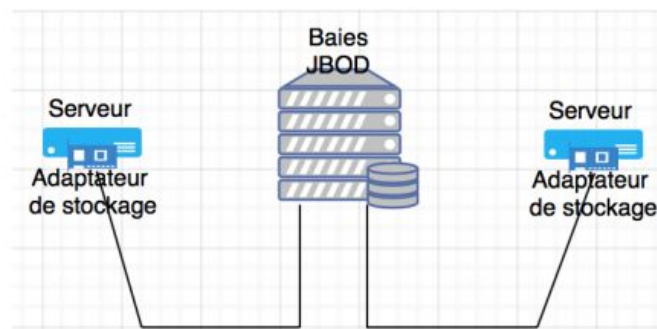 Baies
JBOD
Serveur
Adaptateur
de stockage
Serveur
Adaptateur
de stockage